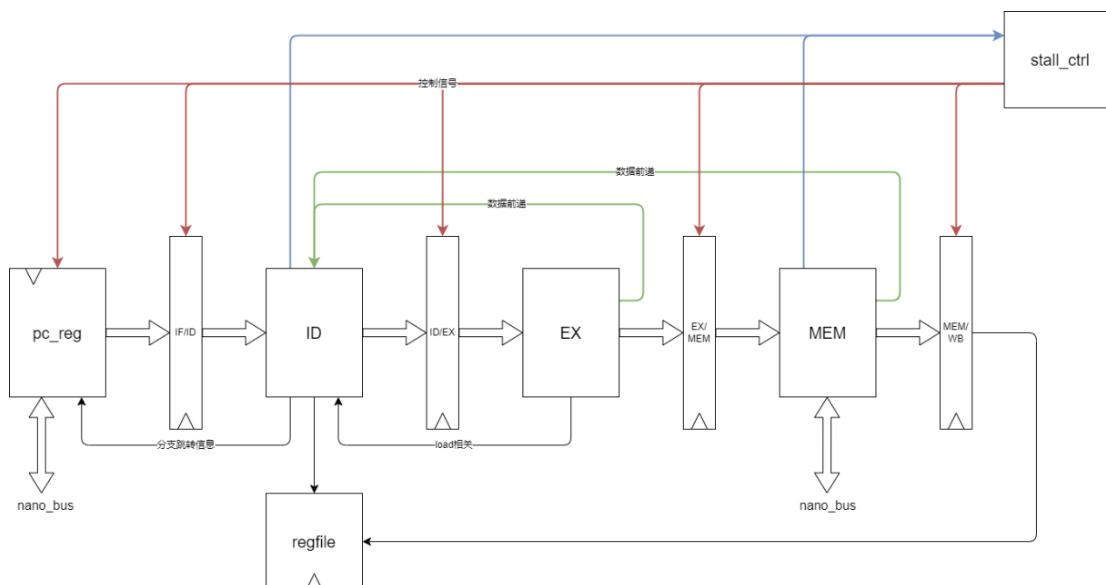 stall_ctrl
控制信号
数据前递
数据前递
pc_reg
IF/ID
ID
ID/EX
EX
EX/
MEM
MEM
MEM/
WB
分支跳转信息
load相关
nano_bus
nano_bus
regfile